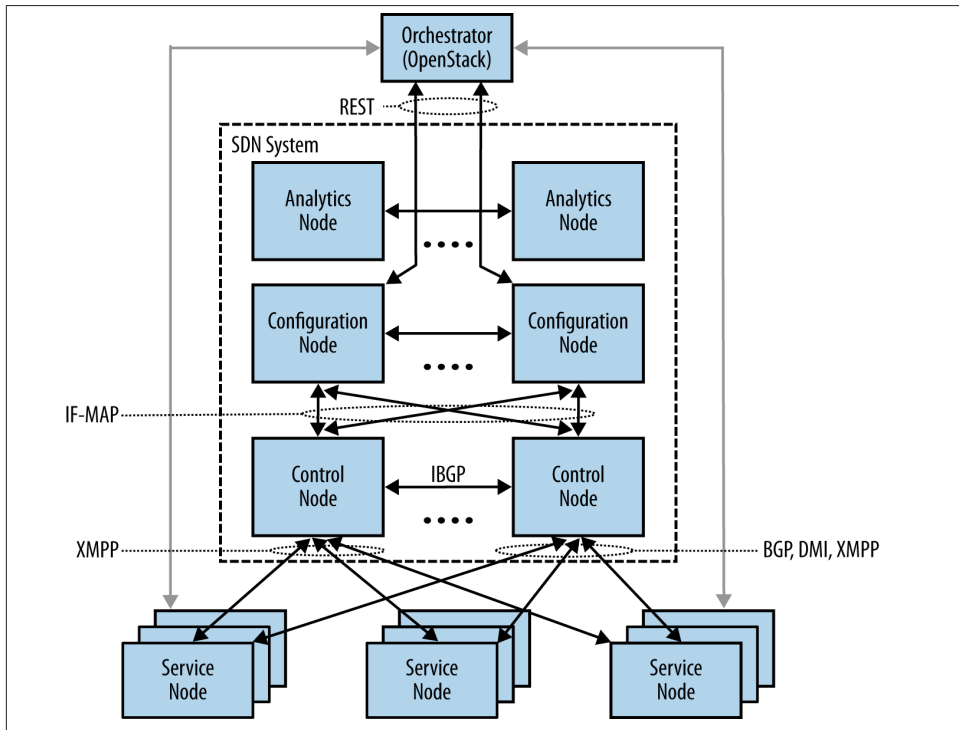 Orchestrator
(OpenStack)
REST
SDN System
Analytics
Node
Analytics
Node
Configuration
Node
Configuration
Node
IF-MAP
Control
Node
IBGP
Control
Node
XMPP
BGP, DMI, XMPP
Service
Node
Service
Node
Service
Node